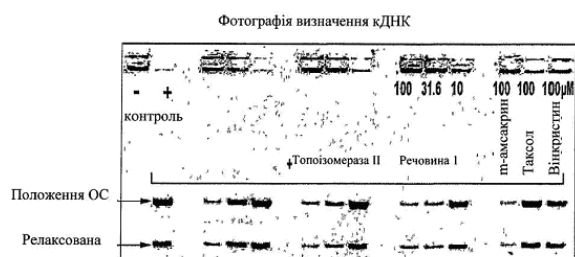 Фотографія визначення кДНК
- +
контроль
100 31.6 10
100 100 100µM
m-амсакрин
Таксол
Вінкристин
Топоізомераза II Речовина 1
Положення ОС
Релаксована